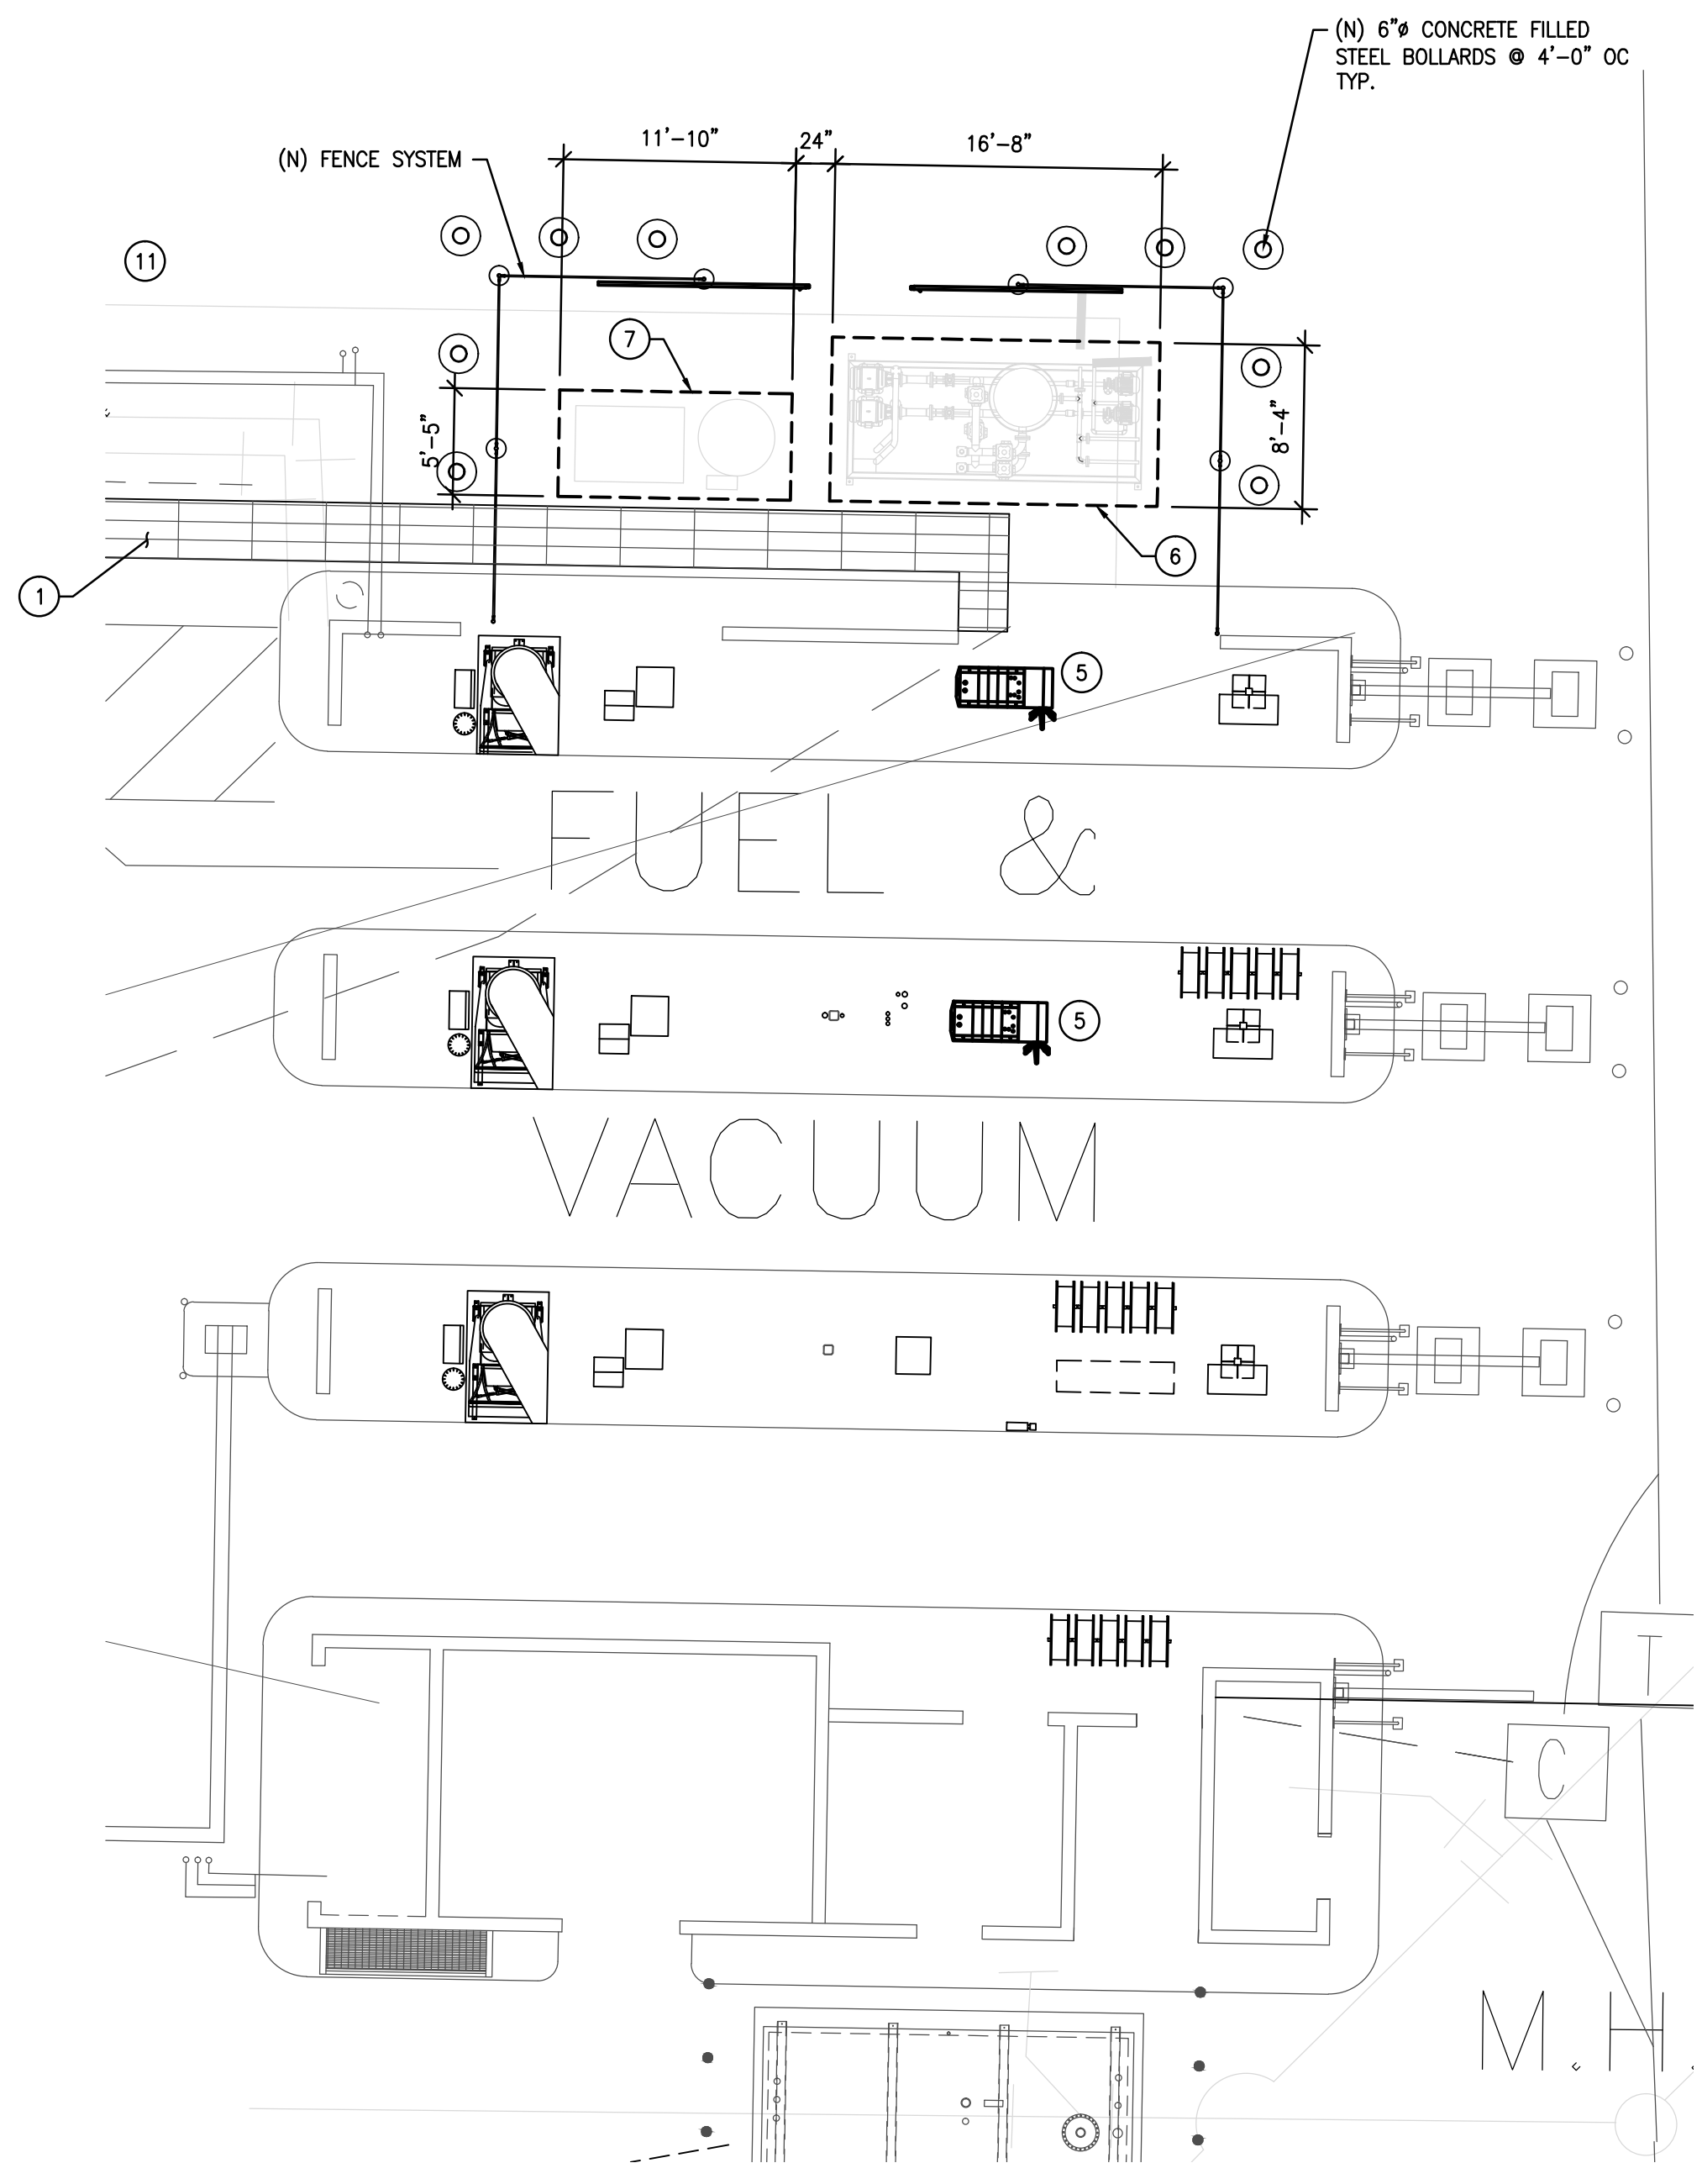 (N) 6"ø CONCRETE FILLED
STEEL BOLLARDS @ 4'-0" OC
TYP.
11'-10"
24"
16'-8"
(N) FENCE SYSTEM
11
7
5'-5"
8'-4"
6
1
5
FUEL &
5
VACUUM
C
M.H.